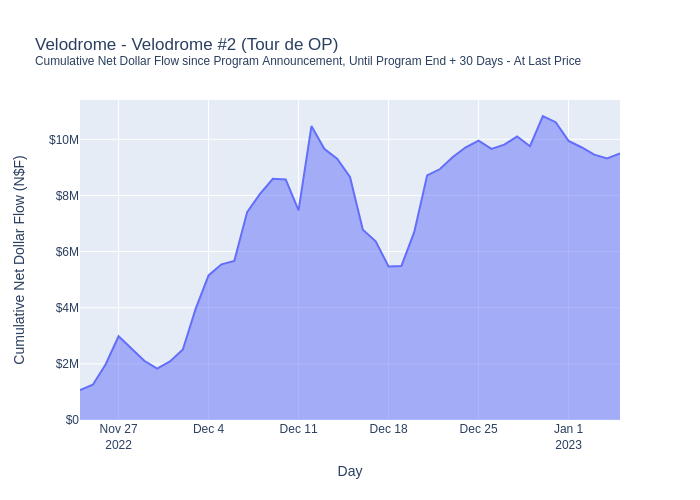 Velodrome - Velodrome #2 (Tour de OP)
Cumulative Net Dollar Flow since Program Announcement, Until Program End + 30 Days - At Last Price
Cumulative Net Dollar Flow (N$F)
$10M
$8M
$6M
$4M
$2M
$0
Nov 27 Dec 4 Dec 11 Dec 18 Dec 25 Jan 1
2022 2023
Day